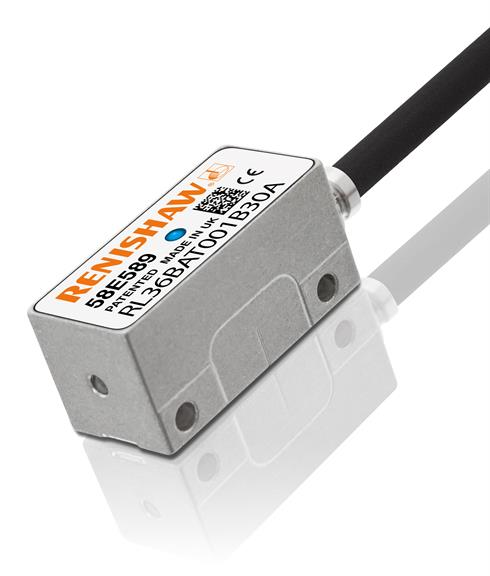 RENISHAW®
58E589
PATENTED MADE IN UK
RL36BAT001B30A
CE